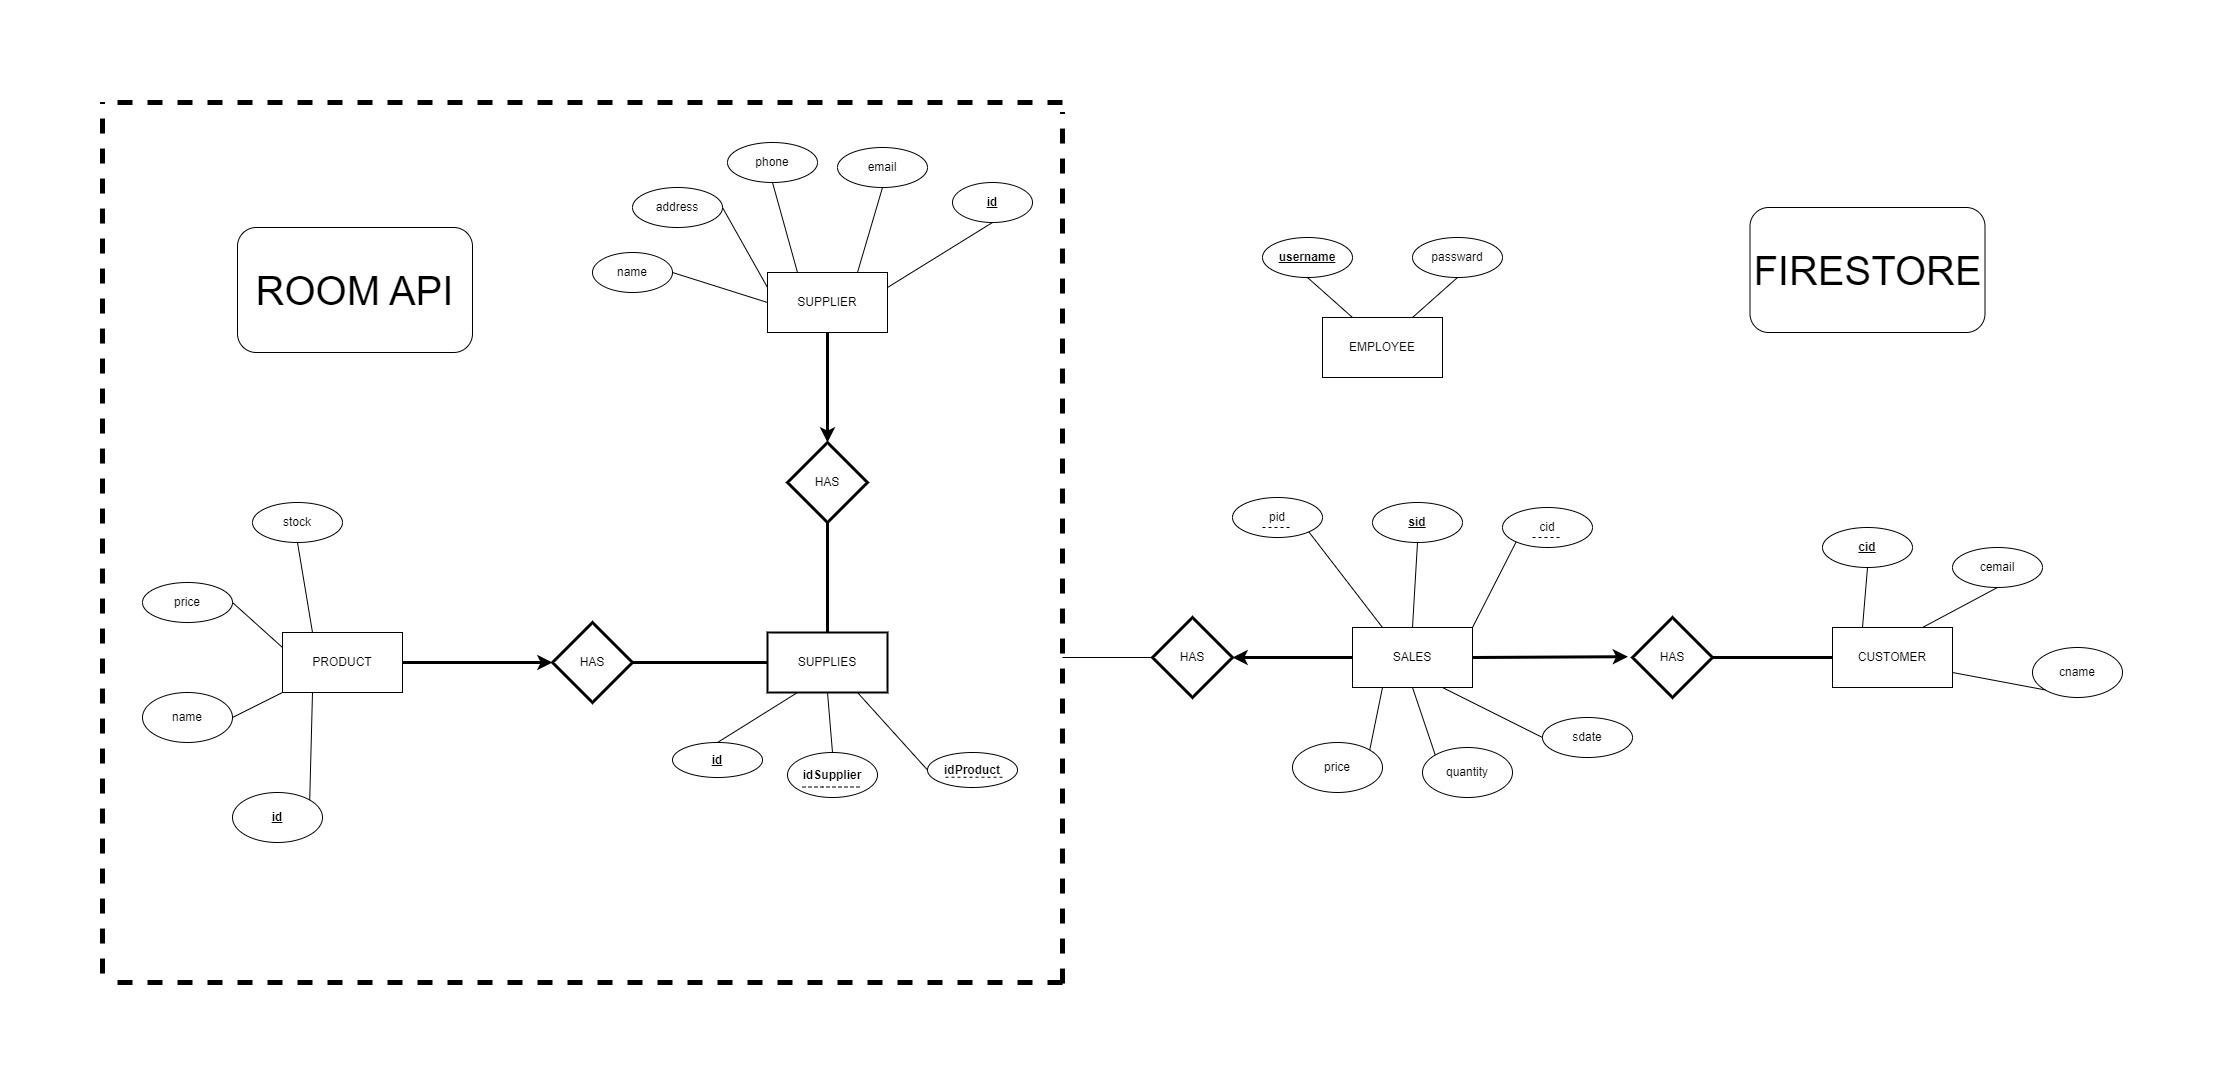 phone
email
id
address
name
SUPPLIER
ROOM API
username
passward
EMPLOYEE
FIRESTORE
HAS
stock
price
PRODUCT
name
id
HAS
SUPPLIES
id
idSupplier
idProduct
pid
sid
cid
HAS
SALES
HAS
price
quantity
sdate
cid
cemail
CUSTOMER
cname